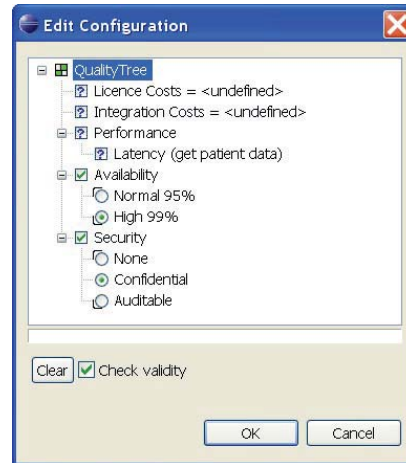 Edit Configuration
QualityTree
Licence Costs = <undefined>
Integration Costs = <undefined>
Performance
Latency (get patient data)
Availability
Normal 95%
High 99%
Security
None
Confidential
Auditable
Clear Check validity
OK Cancel